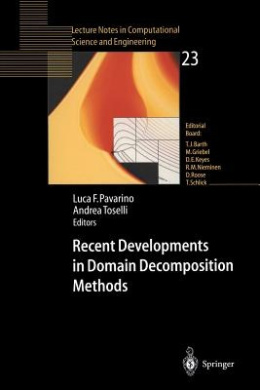 Lecture Notes in Computational
Science and Engineering
23
Editorial
Board:
T. J. Barth
M. Griebel
D. E. Keyes
R. M. Nieminen
D. Roose
T. Schlick
Luca F. Pavarino
Andrea Toselli
Editors
Recent Developments
in Domain Decomposition
Methods
Springer